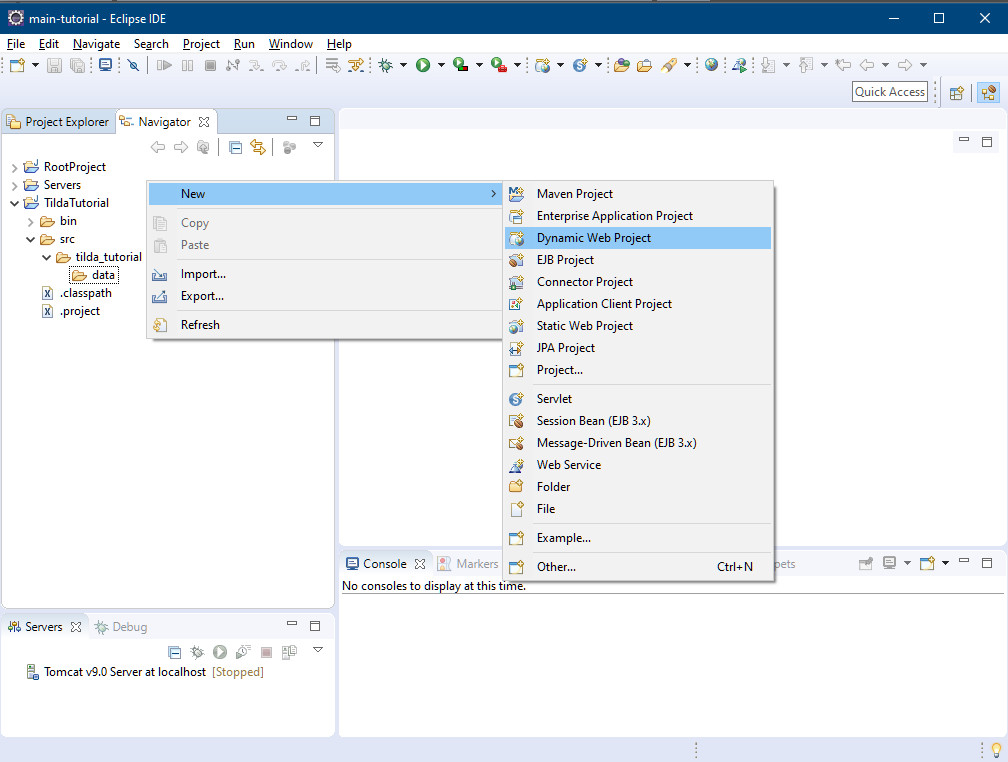 main-tutorial - Eclipse IDE
File Edit Navigate Search Project Run Window Help
Quick Access
Project Explorer Navigator
RootProject
Servers
TildaTutorial
bin
src
tilda_tutorial
data
.classpath
.project
New
Copy
Paste
Import...
Export...
Refresh
Maven Project
Enterprise Application Project
Dynamic Web Project
EJB Project
Connector Project
Application Client Project
Static Web Project
JPA Project
Project...
Servlet
Session Bean (EJB 3.x)
Message-Driven Bean (EJB 3.x)
Web Service
Folder
File
Example...
Other... Ctrl+N
Console Markers
No consoles to display at this time.
Servers Debug
Tomcat v9.0 Server at localhost [Stopped]